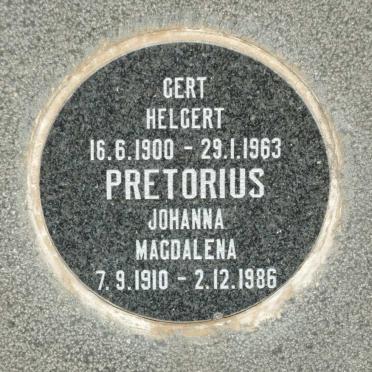 GERT
HELGERT
16.6.1900 - 29.1.1963
PRETORIUS
JOHANNA
MAGDALENA
7.9.1910 - 2.12.1986